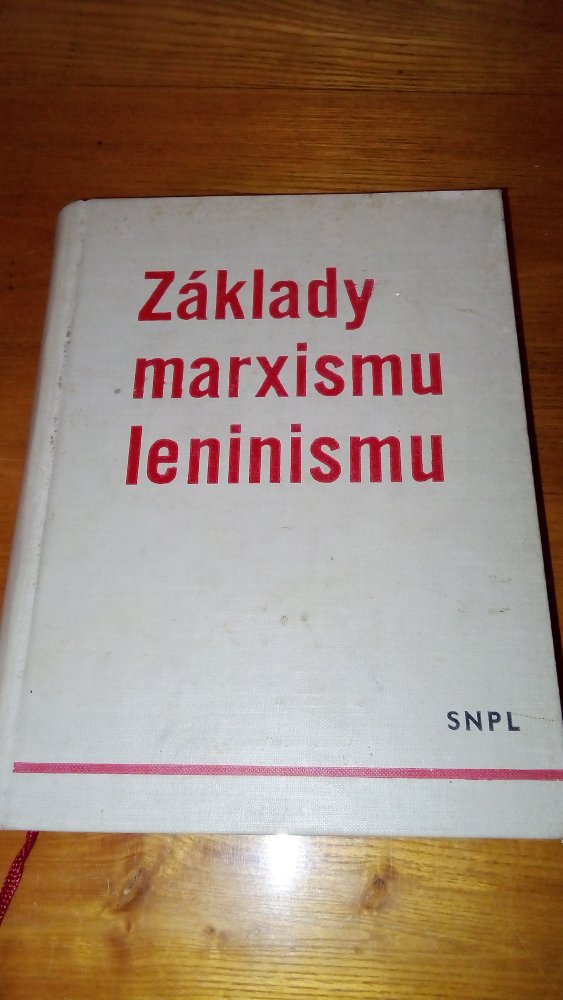 Základy
marxismu
leninismu
SNPL